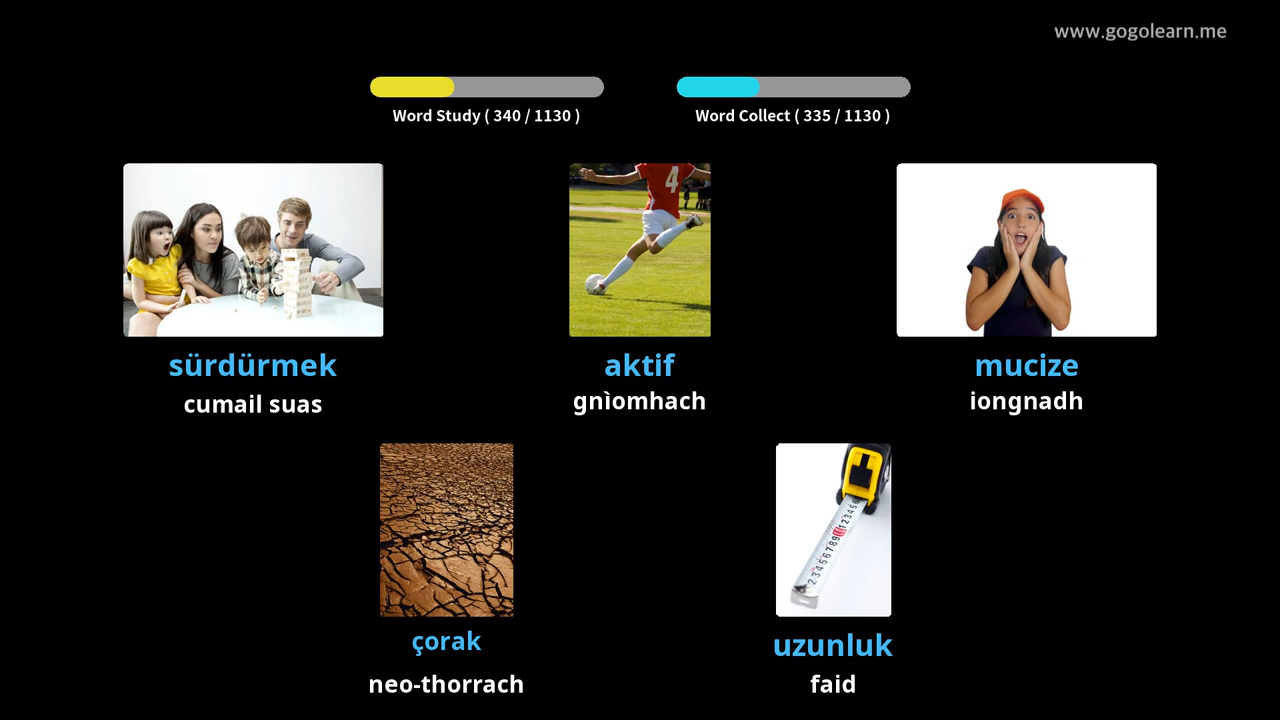 www.gogolearn.me
Word Study ( 340 / 1130 )
Word Collect ( 335 / 1130 )
4
sürdürmek
cumail suas
aktif
gnìomhach
mucize
iongnadh
çorak
neo-thorrach
uzunluk
faid